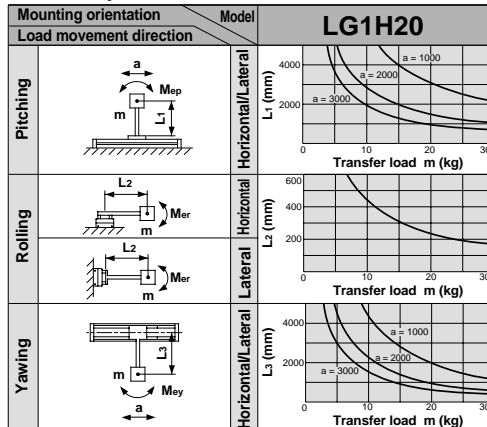 Mounting orientation Model
Load movement direction
LG1H20
Pitching
a
Mep
m
L1
Horizontal/Lateral
L1 (mm)
4000
2000
a = 1000
a = 2000
a = 3000
0 10 20 30
Transfer load m (kg)
Rolling
L2
Mer
m
Horizontal
L2
Mer
m
Lateral
L2 (mm)
600
400
200
0 10 20 30
Transfer load m (kg)
Yawing
L3
m
Mey
a
Horizontal/Lateral
L3 (mm)
4000
2000
a = 1000
a = 2000
a = 3000
0 10 20 30
Transfer load m (kg)